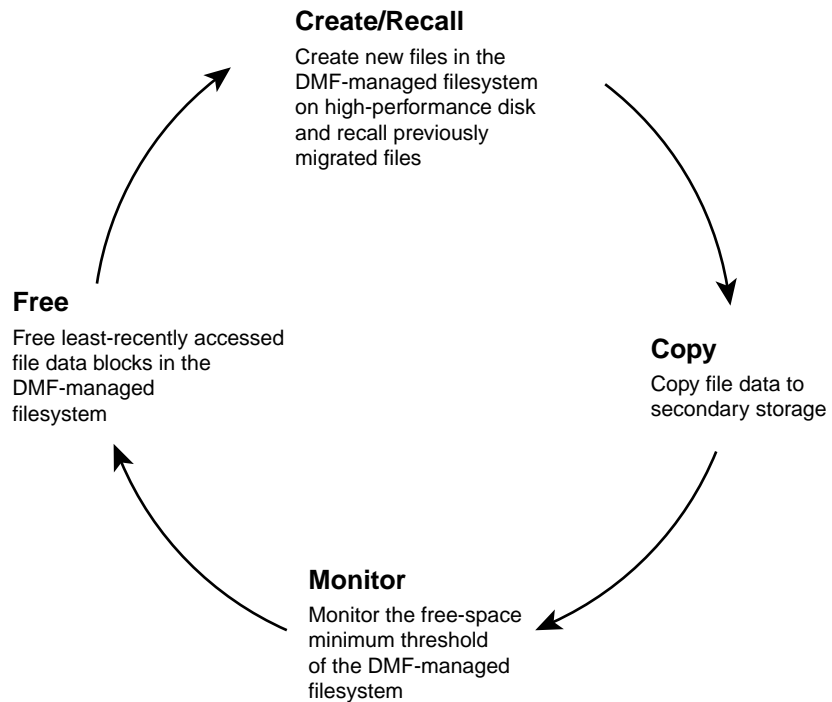 Create/Recall
Create new files in the
DMF-managed filesystem
on high-performance disk
and recall previously
migrated files
Copy
Copy file data to
secondary storage
Monitor
Monitor the free-space
minimum threshold
of the DMF-managed
filesystem
Free
Free least-recently accessed
file data blocks in the
DMF-managed
filesystem